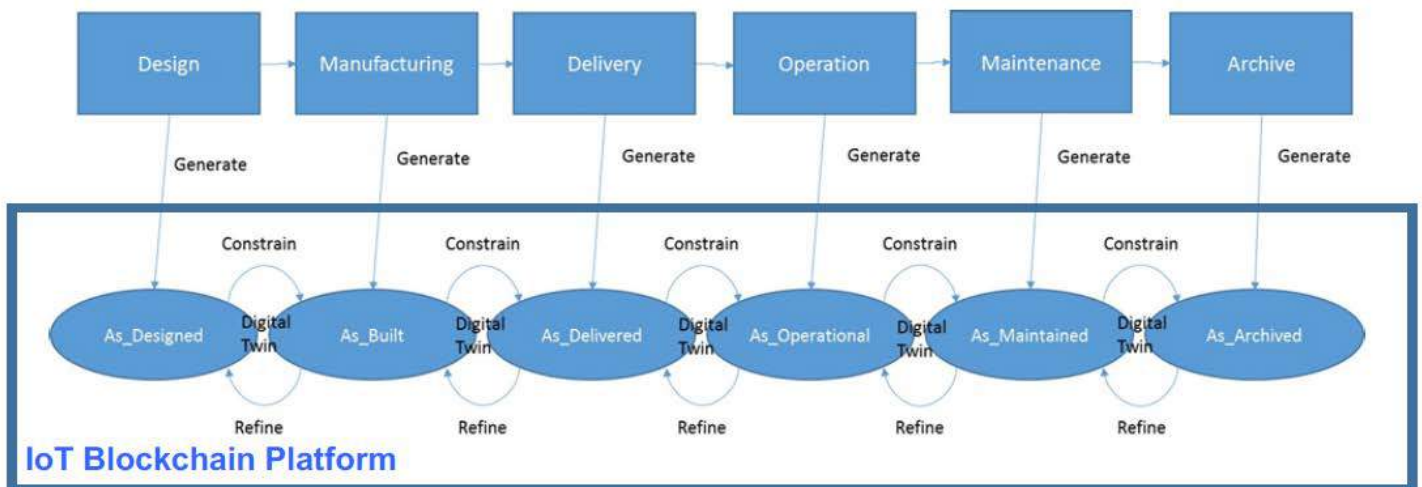 Design
Manufacturing
Delivery
Operation
Maintenance
Archive
Generate
Generate
Generate
Generate
Generate
Generate
Constrain
Constrain
Constrain
Constrain
Constrain
As_Designed
Digital
Twin
As_Built
Digital
Twin
As_Delivered
Digital
Twin
As_Operational
Digital
Twin
As_Maintained
Digital
Twin
As_Archived
Refine
Refine
Refine
Refine
Refine
IoT Blockchain Platform